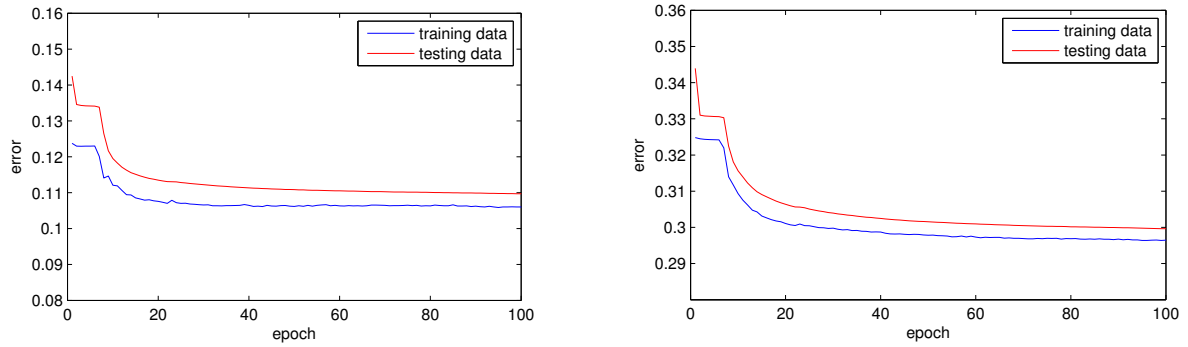 0.16
0.15
0.14
0.13
0.12
0.11
0.1
0.09
0.08
error
0 20 40 60 80 100
epoch
training data
testing data
0.36
0.35
0.34
0.33
0.32
0.31
0.3
0.29
error
0 20 40 60 80 100
epoch
training data
testing data